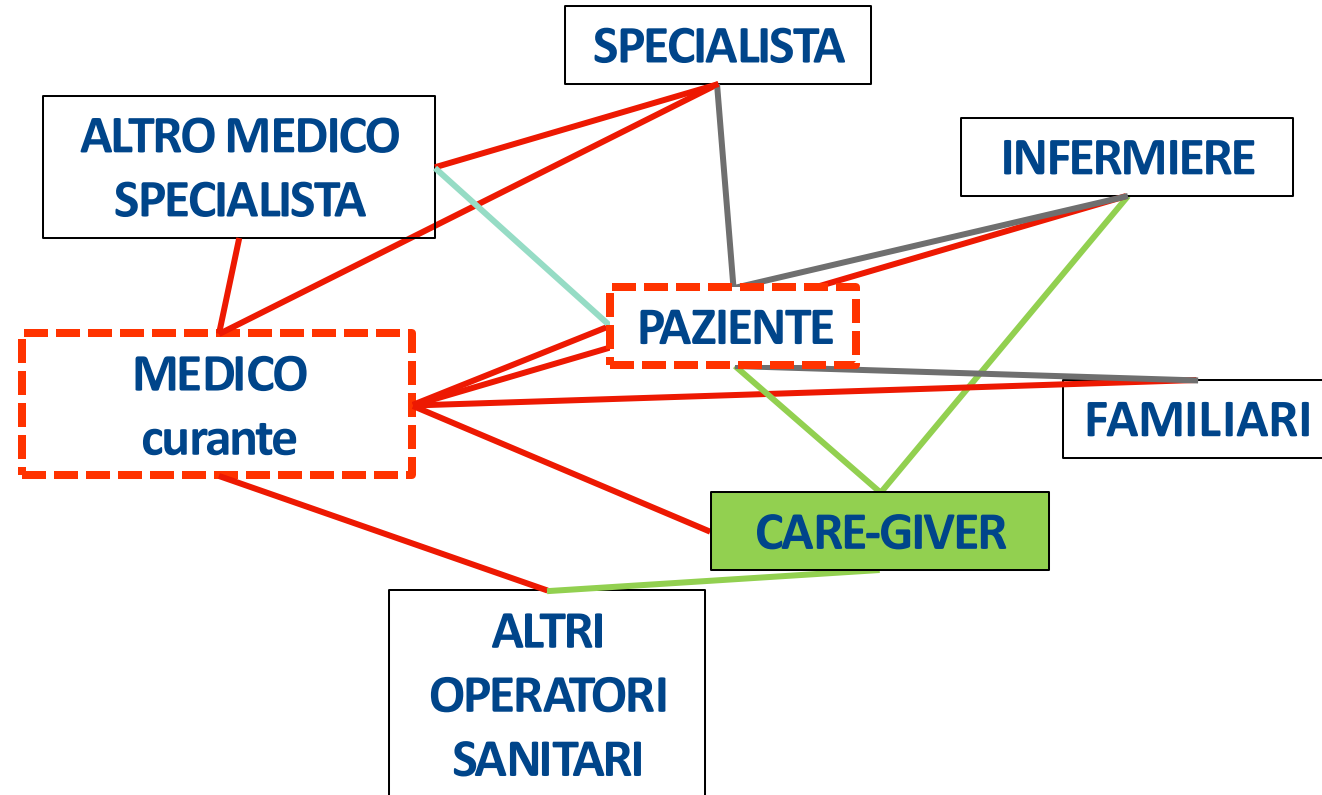 SPECIALISTA
ALTRO MEDICO
SPECIALISTA
INFERMIERE
PAZIENTE
MEDICO
curante
FAMILIARI
CARE-GIVER
ALTRI
OPERATORI
SANITARI